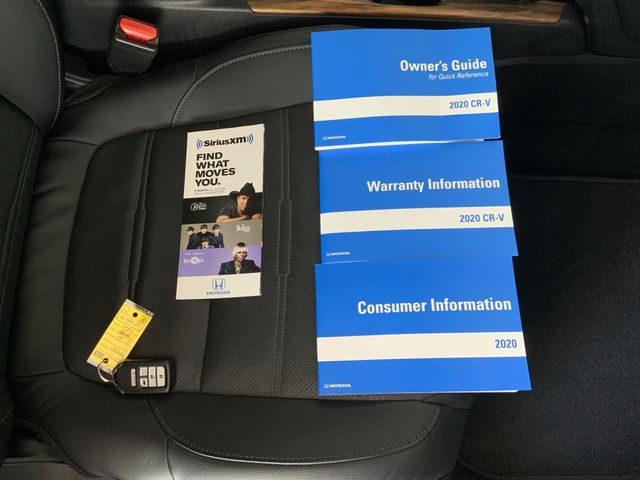 Owner's Guide
for Quick Reference
2020 CR-V
HONDA
Warranty Information
2020 CR-V
HONDA
Consumer Information
2020
HONDA
SiriusXM
FIND
WHAT
MOVES
YOU.
HONDA